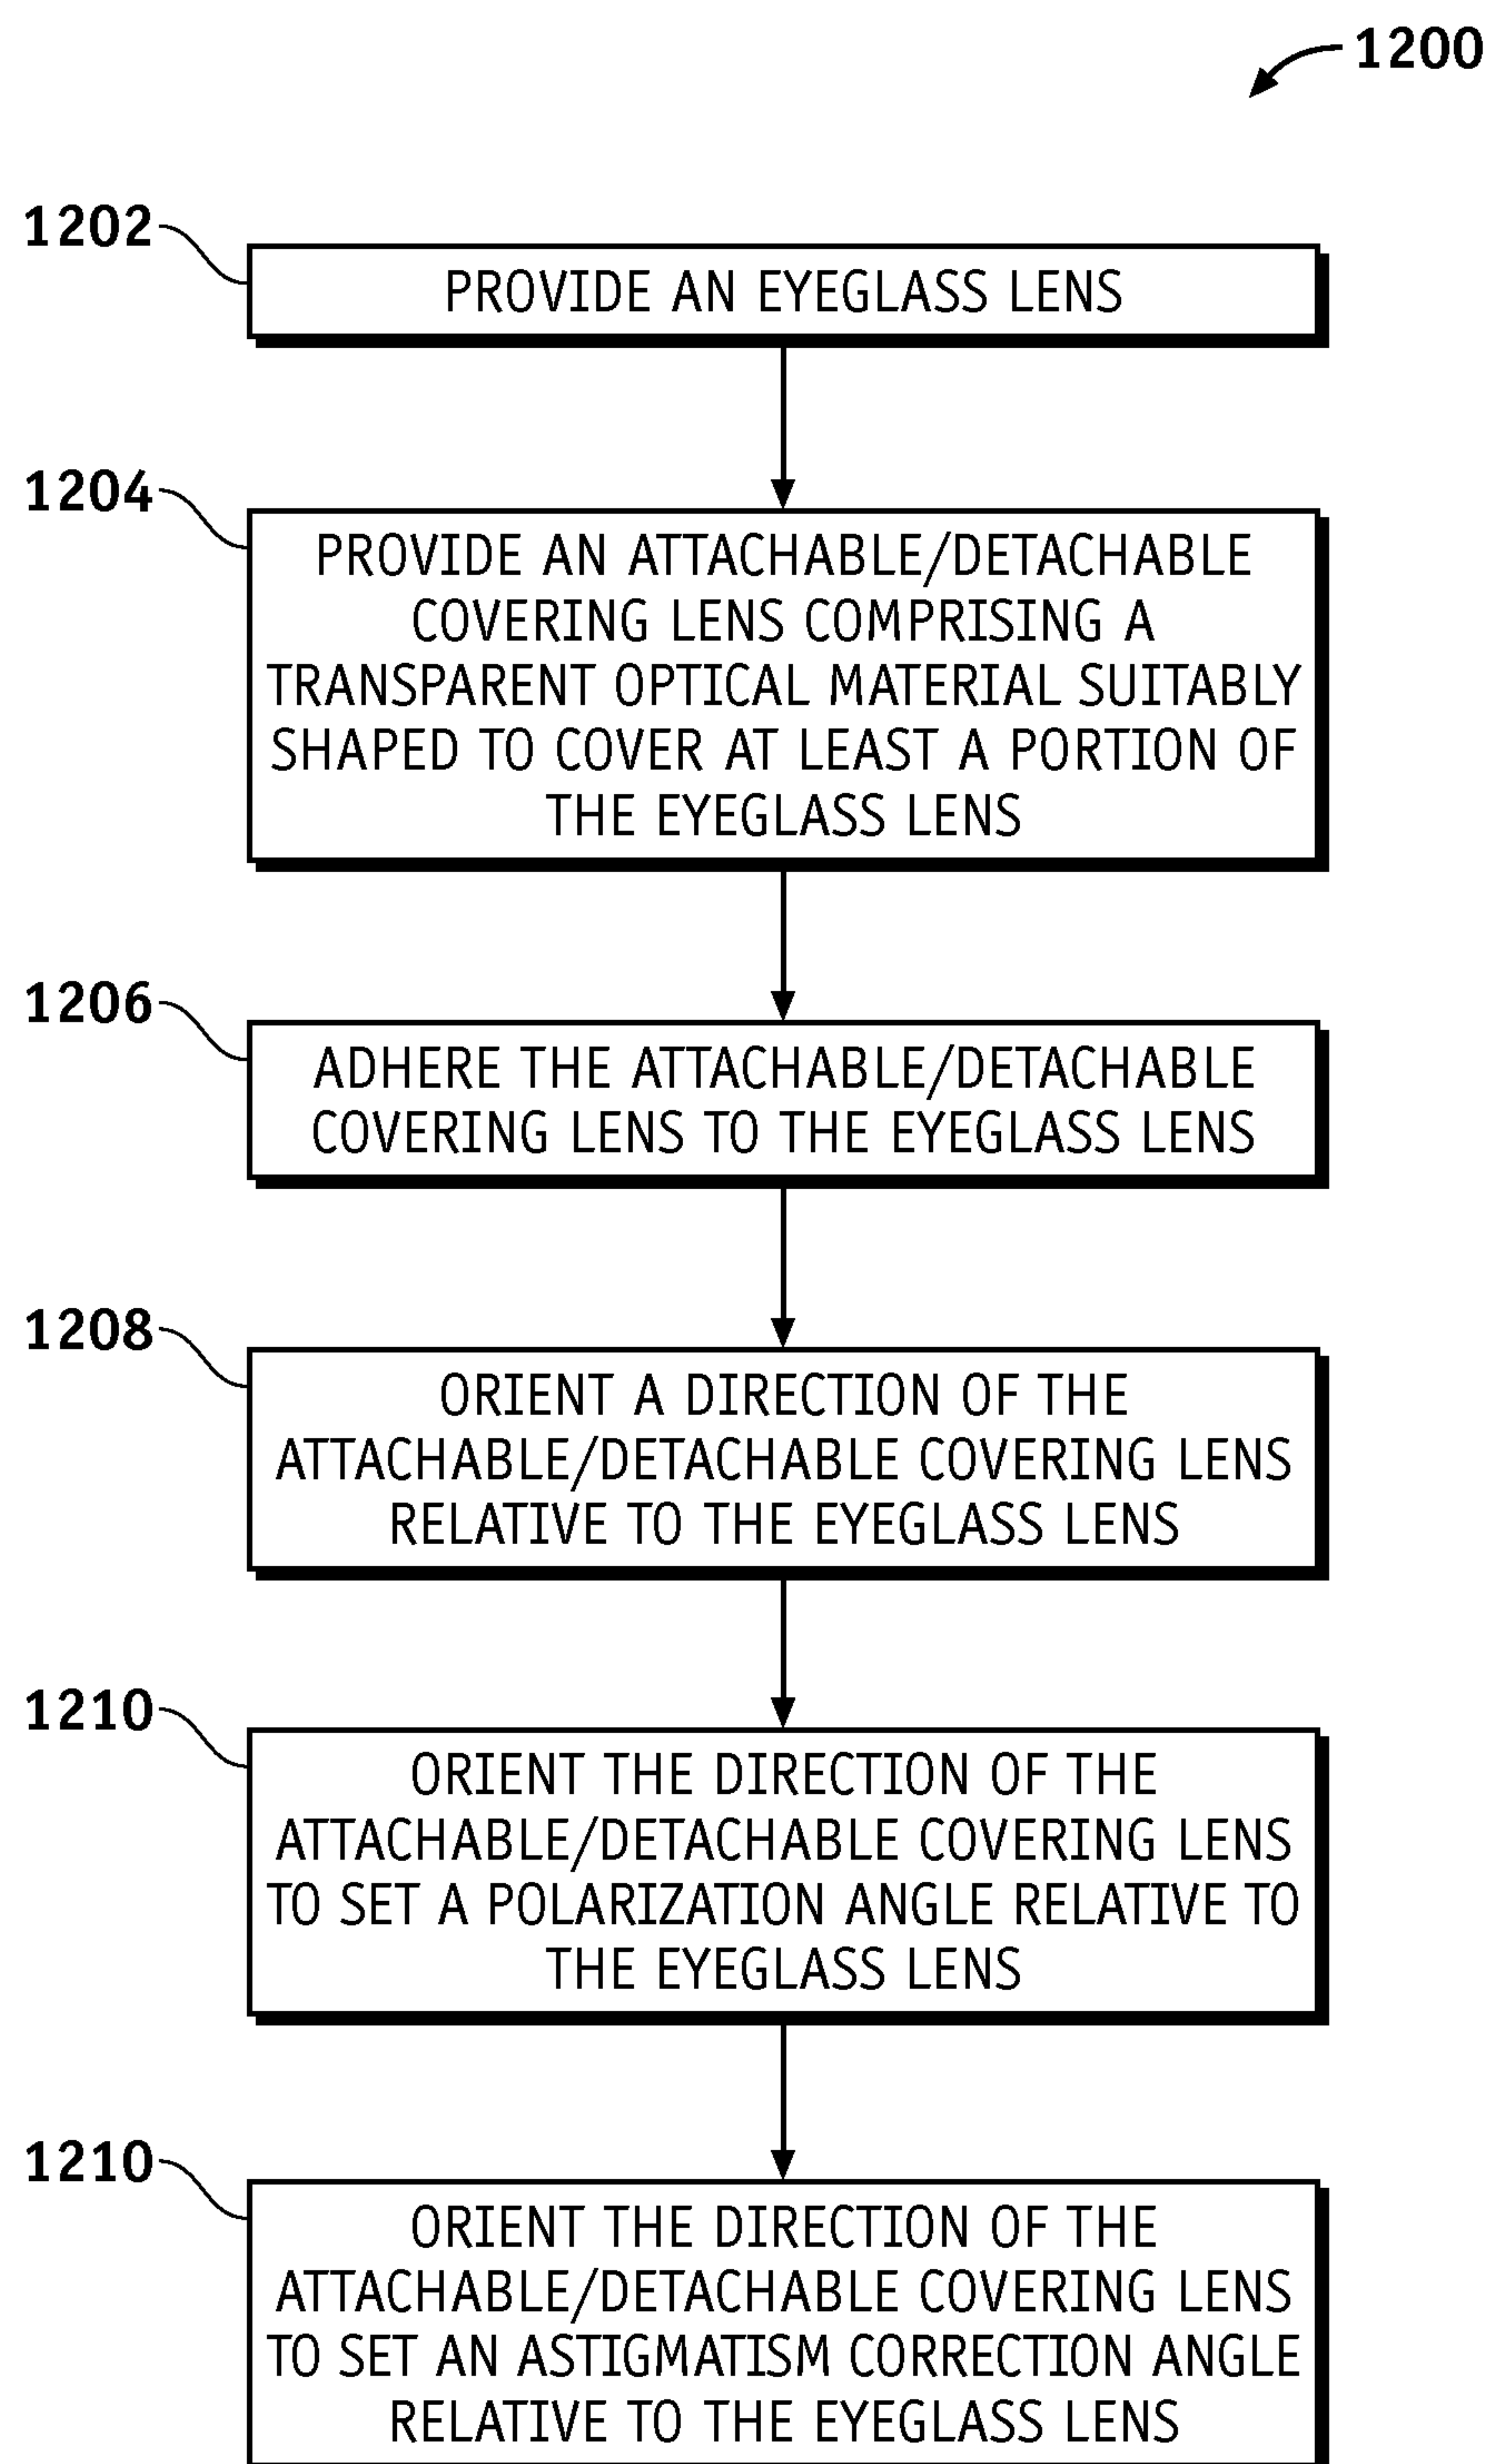 1200
1202
PROVIDE AN EYEGLASS LENS
1204
PROVIDE AN ATTACHABLE/DETACHABLE
COVERING LENS COMPRISING A
TRANSPARENT OPTICAL MATERIAL SUITABLY
SHAPED TO COVER AT LEAST A PORTION OF
THE EYEGLASS LENS
1206
ADHERE THE ATTACHABLE/DETACHABLE
COVERING LENS TO THE EYEGLASS LENS
1208
ORIENT A DIRECTION OF THE
ATTACHABLE/DETACHABLE COVERING LENS
RELATIVE TO THE EYEGLASS LENS
1210
ORIENT THE DIRECTION OF THE
ATTACHABLE/DETACHABLE COVERING LENS
TO SET A POLARIZATION ANGLE RELATIVE TO
THE EYEGLASS LENS
1210
ORIENT THE DIRECTION OF THE
ATTACHABLE/DETACHABLE COVERING LENS
TO SET AN ASTIGMATISM CORRECTION ANGLE
RELATIVE TO THE EYEGLASS LENS